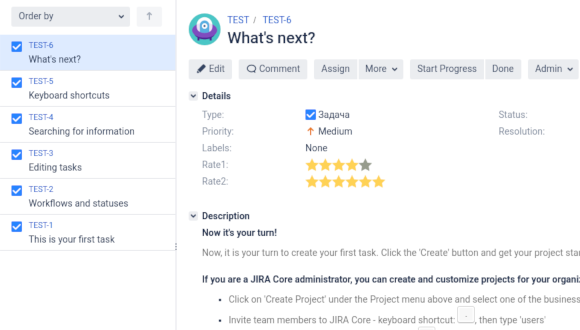 Order by
TEST-6
What's next?
TEST-5
Keyboard shortcuts
TEST-4
Searching for information
TEST-3
Editing tasks
TEST-2
Workflows and statuses
TEST-1
This is your first task
TEST / TEST-6
What's next?
Edit Comment Assign More Start Progress Done Admin
Details
Type: Задача Status:
Priority: Medium Resolution:
Labels: None
Rate1:
Rate2:
Description
Now it's your turn!
Now, it is your turn to create your first task. Click the 'Create' button and get your project
If you are a JIRA Core administrator, you can create and customize projects for your
Click on 'Create Project' under the Project menu above and select one of the business
Invite team members to JIRA Core - keyboard shortcut: . , then type 'users'